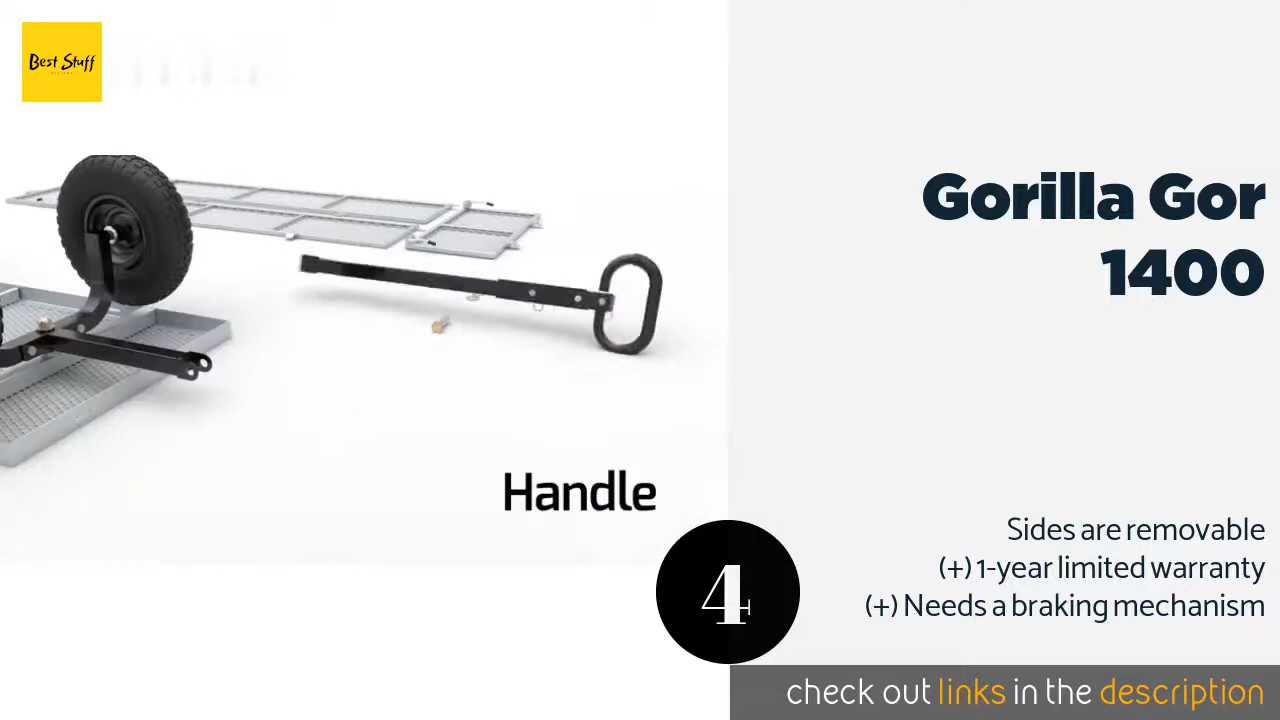 Best Stuff
Gorilla Gor
1400
Handle
Sides are removable
(+) 1-year limited warranty
(+) Needs a braking mechanism
4
check out links in the description